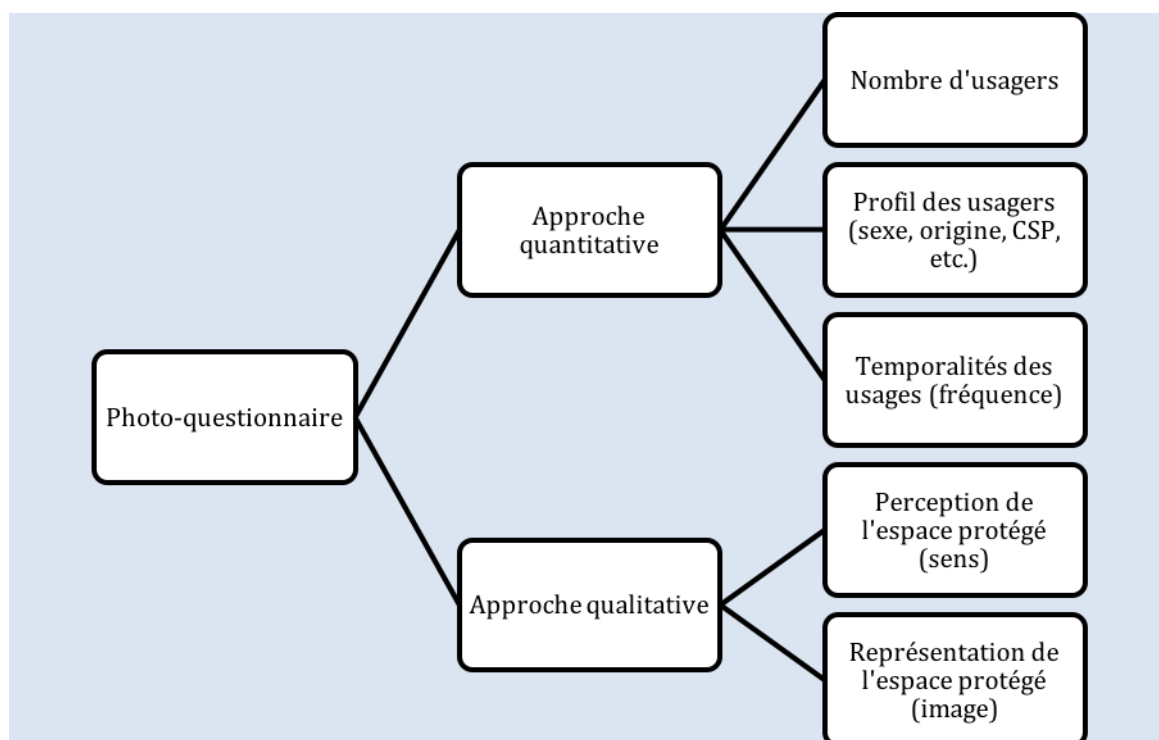 Nombre d'usagers
Approche
quantitative
Profil des usagers
(sexe, origine, CSP,
etc.)
Temporalités des
usages (fréquence)
Photo-questionnaire
Approche qualitative
Perception de
l'espace protégé
(sens)
Représentation de
l'espace protégé
(image)